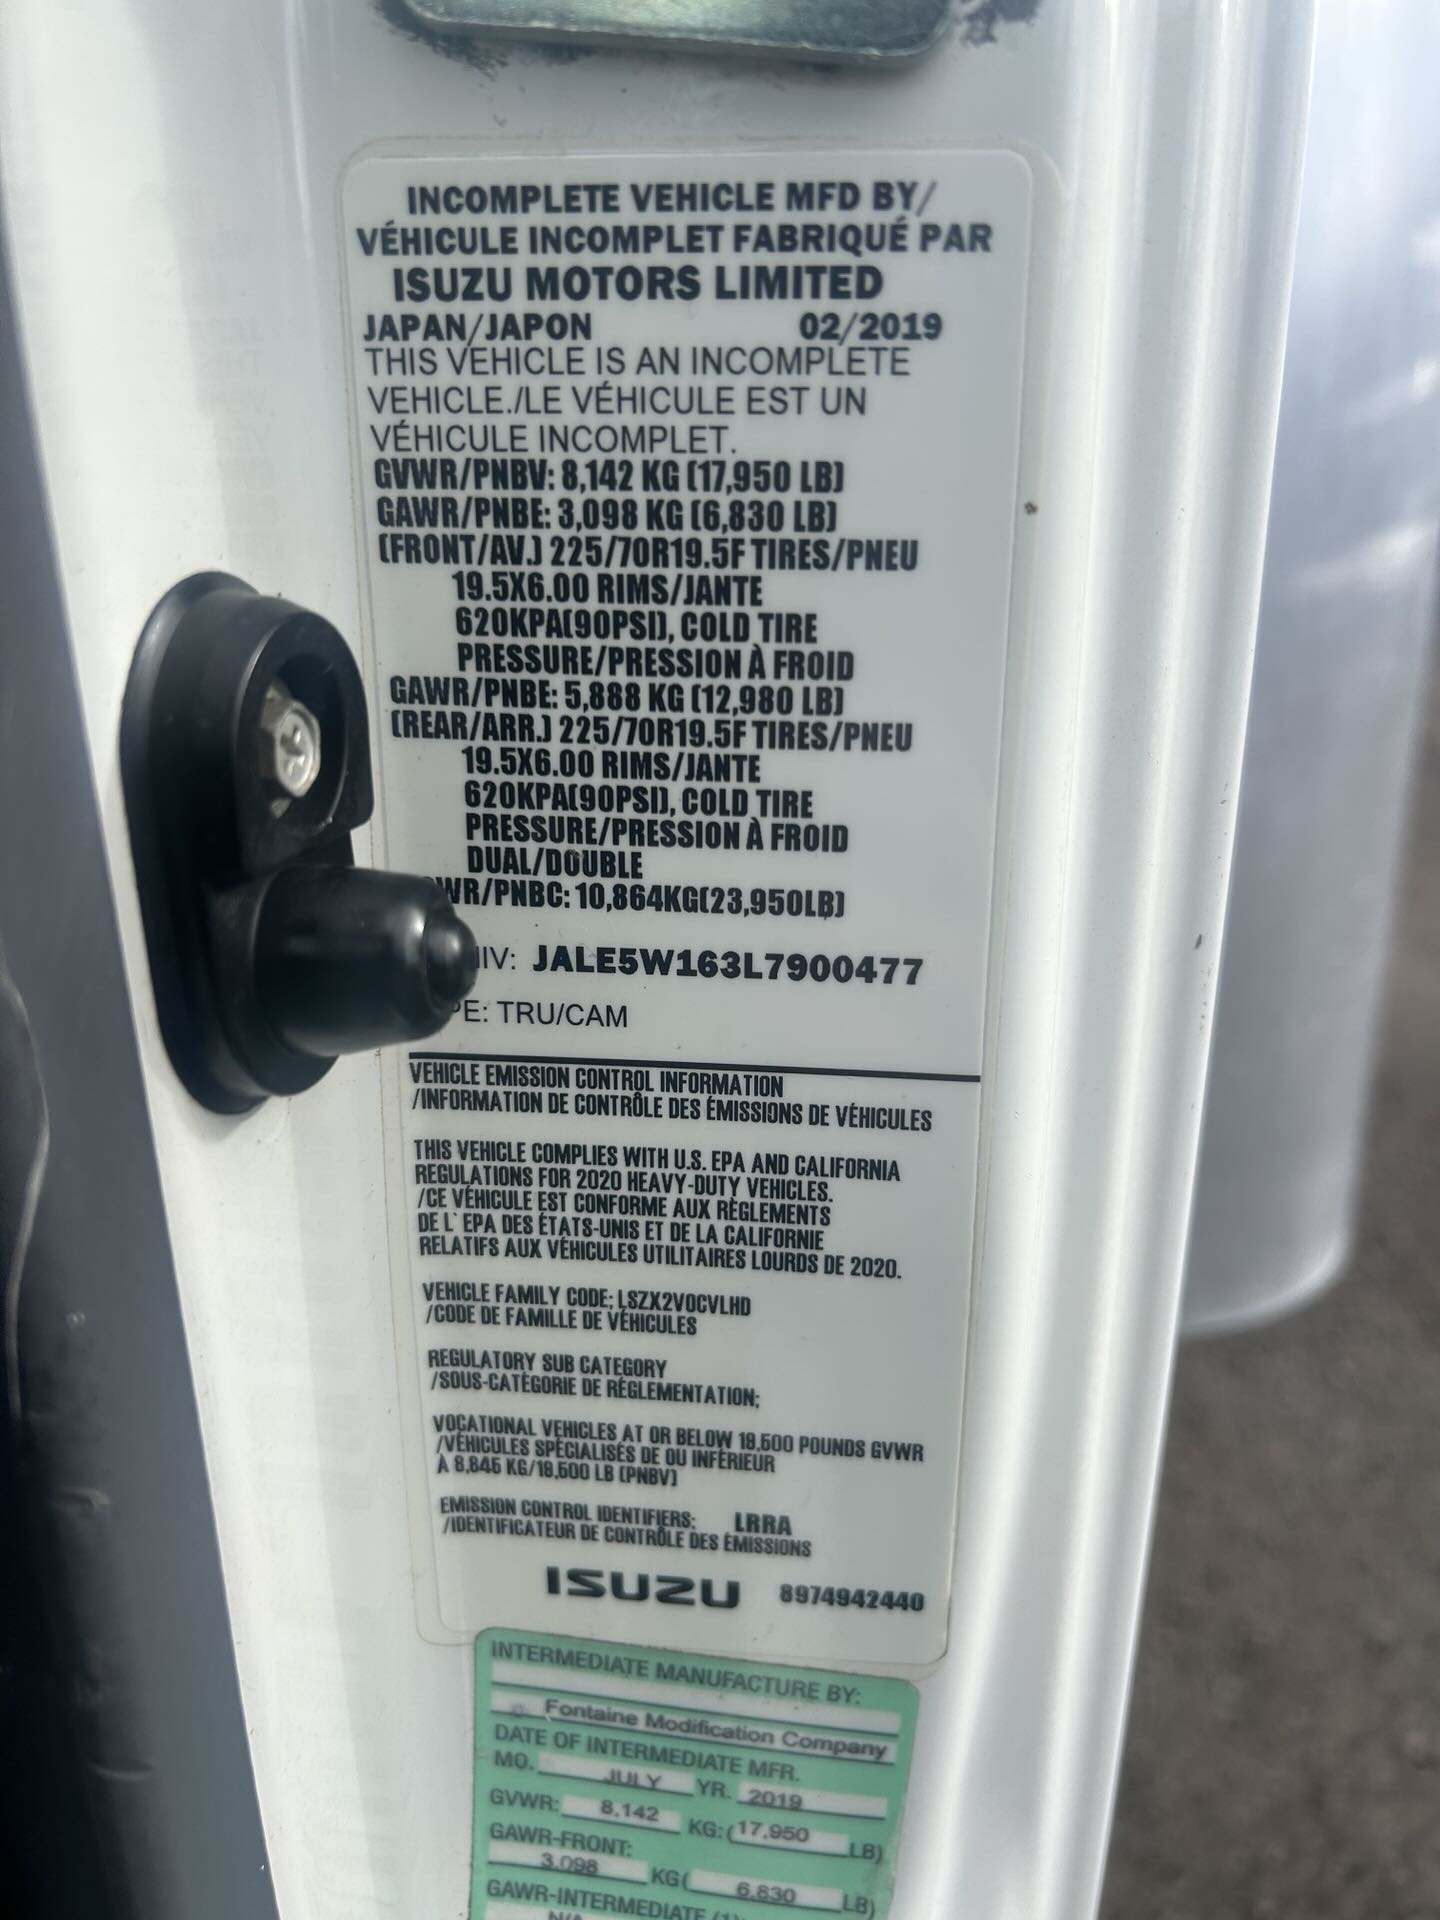 INCOMPLETE VEHICLE MFD BY/
VÉHICULE INCOMPLET FABRIQUÉ PAR
ISUZU MOTORS LIMITED
JAPAN/JAPON 02/2019
THIS VEHICLE IS AN INCOMPLETE
VEHICLE./LE VÉHICULE EST UN
VÉHICULE INCOMPLET.
GVWR/PNBV: 8,142 KG (17,950 LB)
GAWR/PNBE: 3,098 KG (6,830 LB)
(FRONT/AV.) 225/70R19.5F TIRES/PNEU
19.5X6.00 RIMS/JANTE
620KPA(90PSI), COLD TIRE
PRESSURE/PRESSION À FROID
GAWR/PNBE: 5,888 KG (12,980 LB)
(REAR/ARR.) 225/70R19.5F TIRES/PNEU
19.5X6.00 RIMS/JANTE
620KPA(90PSI), COLD TIRE
PRESSURE/PRESSION À FROID
DUAL/DOUBLE
WR/PNBC: 10,864KG(23,950LB)
IV: JALE5W163L7900477
PE: TRU/CAM
VEHICLE EMISSION CONTROL INFORMATION
/INFORMATION DE CONTRÔLE DES ÉMISSIONS DE VÉHICULES
THIS VEHICLE COMPLIES WITH U.S. EPA AND CALIFORNIA
REGULATIONS FOR 2020 HEAVY-DUTY VEHICLES.
/CE VÉHICULE EST CONFORME AUX RÈGLEMENTS
DE L'EPA DES ÉTATS-UNIS ET DE LA CALIFORNIE
RELATIFS AUX VÉHICULES UTILITAIRES LOURDS DE 2020.
VEHICLE FAMILY CODE: LSZX2VOCVLHD
/CODE DE FAMILLE DE VÉHICULES
REGULATORY SUB CATEGORY
/SOUS-CATÉGORIE DE RÉGLEMENTATION:
VOCATIONAL VEHICLES AT OR BELOW 19,500 POUNDS GVWR
/VÉHICULES SPÉCIALISÉS DE OU INFÉRIEUR
À 8,845 KG/19,500 LB (PNBV)
EMISSION CONTROL IDENTIFIERS: LRRA
/IDENTIFICATEUR DE CONTRÔLE DES ÉMISSIONS
ISUZU 8974942440
INTERMEDIATE MANUFACTURE BY:
Fontaine Modification Company
DATE OF INTERMEDIATE MFR.
MO. JULY YR. 2019
GVWR: 8,142 KG: (17,950 LB)
GAWR-FRONT:
3,098 KG( 6,830 LB)
GAWR-INTERMEDIATE (1)
N/A